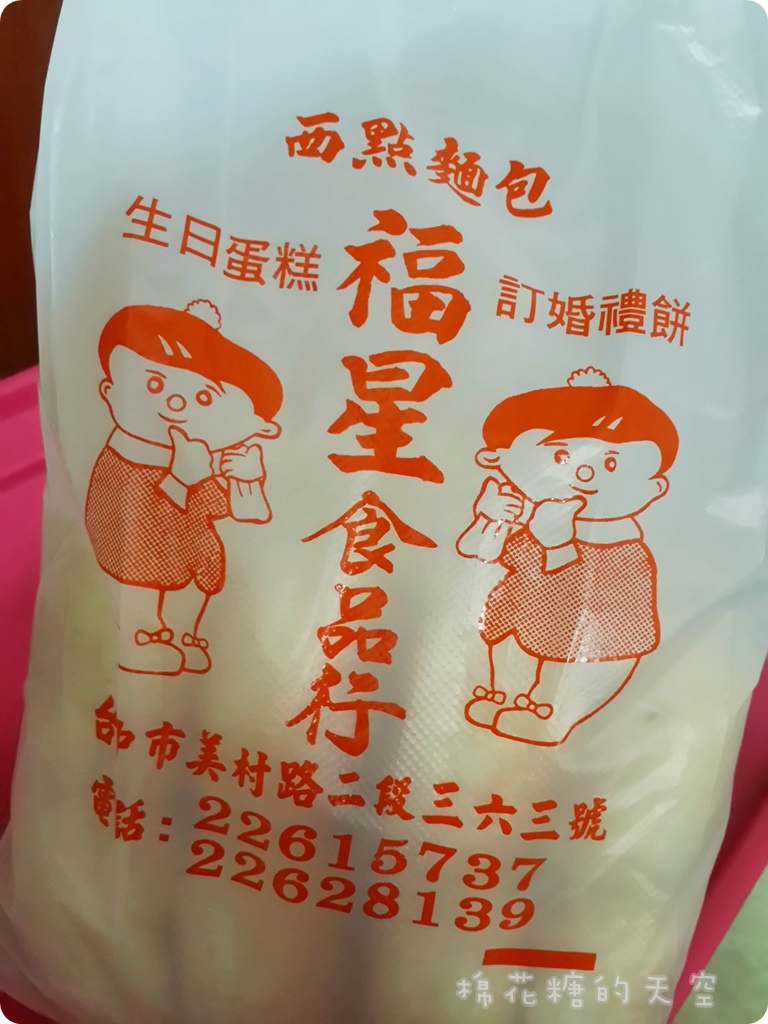 西點麵包
生日蛋糕
訂婚禮餅
福星食品行
市美村路二段三六三號
電話：22615737
22628139
棉花糖的天空